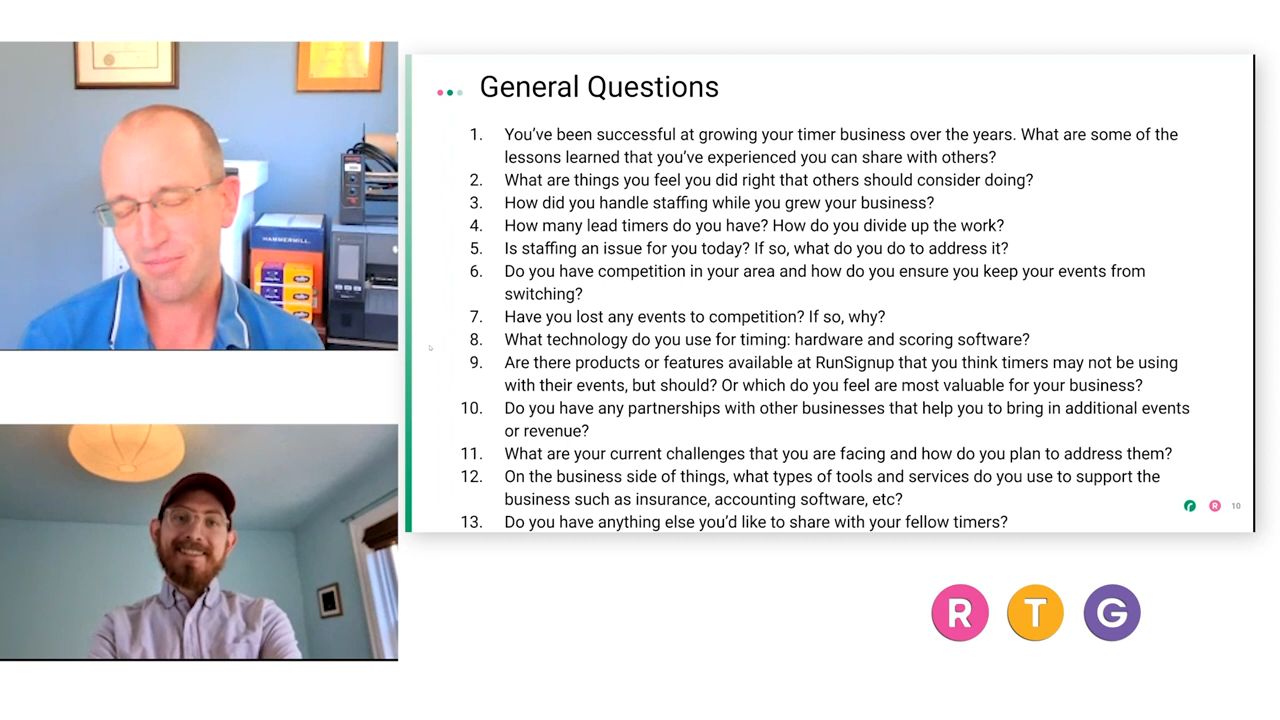 HAMMERMILL
General Questions
1. You've been successful at growing your timer business over the years. What are some of the
lessons learned that you've experienced you can share with others?
2. What are things you feel you did right that others should consider doing?
3. How did you handle staffing while you grew your business?
4. How many lead timers do you have? How do you divide up the work?
5. Is staffing an issue for you today? If so, what do you do to address it?
6. Do you have competition in your area and how do you ensure you keep your events from
switching?
7. Have you lost any events to competition? If so, why?
8. What technology do you use for timing: hardware and scoring software?
9. Are there products or features available at RunSignup that you think timers may not be using
with their events, but should? Or which do you feel are most valuable for your business?
10. Do you have any partnerships with other businesses that help you to bring in additional events
or revenue?
11. What are your current challenges that you are facing and how do you plan to address them?
12. On the business side of things, what types of tools and services do you use to support the
business such as insurance, accounting software, etc?
13. Do you have anything else you'd like to share with your fellow timers?
R 10
R T G